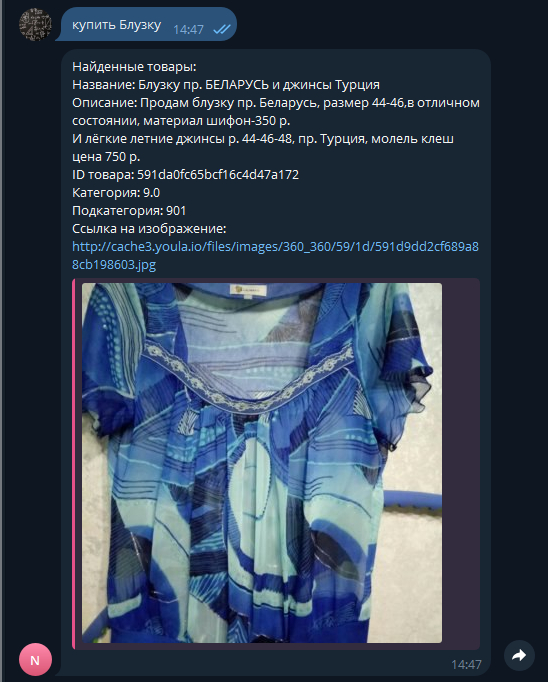 купить Блузку
14:47
Найденные товары:
Название: Блузку пр. БЕЛАРУСЬ и джинсы Турция
Описание: Продам блузку пр. Беларусь, размер 44-46,в отличном
состоянии, материал шифон-350 р.
И лёгкие летние джинсы р. 44-46-48, пр. Турция, молель клеш
цена 750 р.
ID товара: 591da0fc65bcf16c4d47a172
Категория: 9.0
Подкатегория: 901
Ссылка на изображение:
http://cache3.youla.io/files/images/360_360/59/1d/591d9dd2cf689a8
8cb198603.jpg
N
14:47